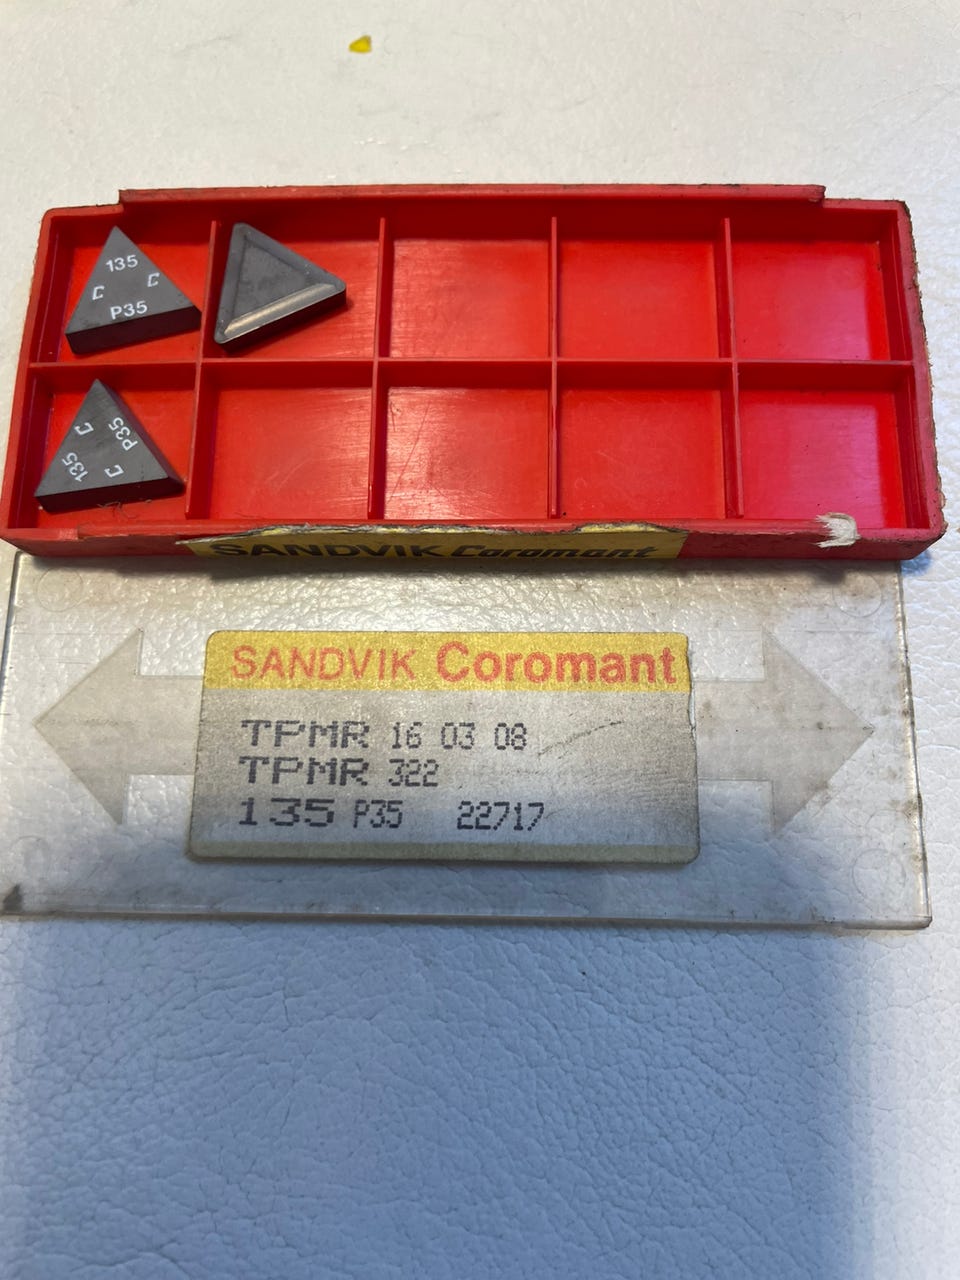 135
C C
P35
C P35
135 C
SANDVIK Coromant
SANDVIK Coromant
TPMR 16 03 08
TPMR 322
135 P35 22717